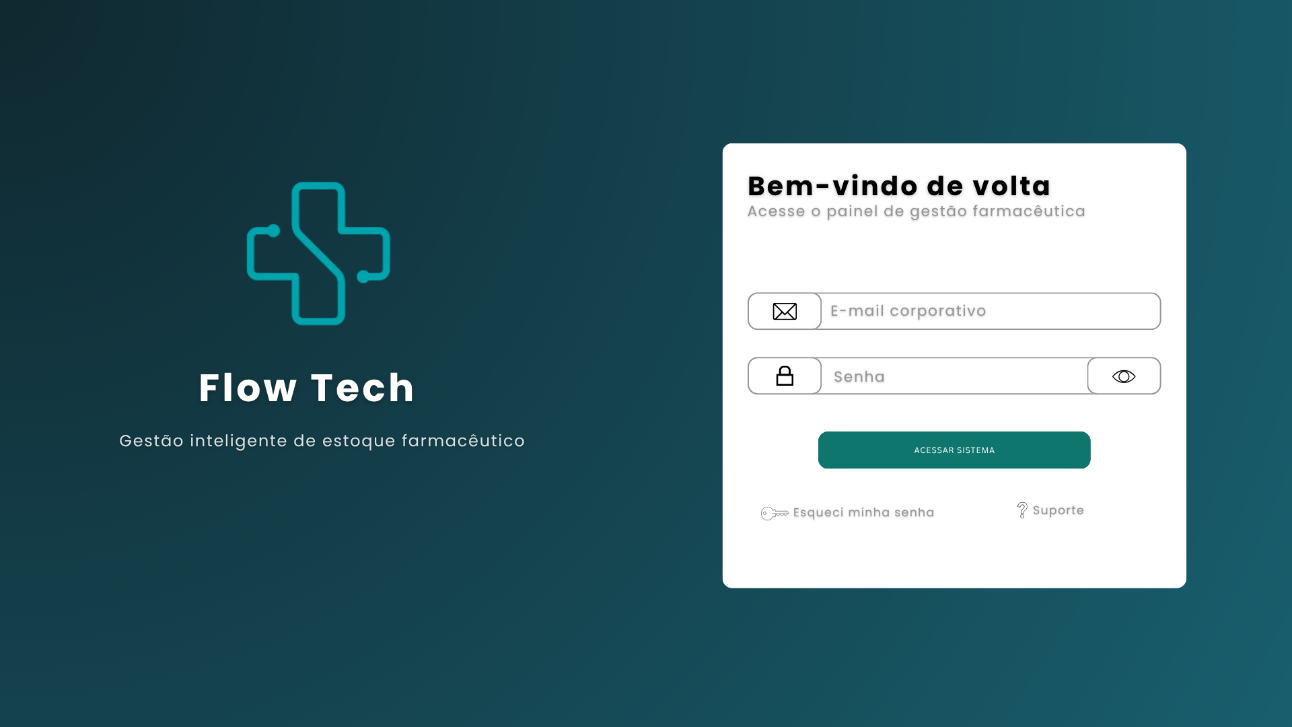 Flow Tech
Gestão inteligente de estoque farmacêutico
Bem-vindo de volta
Acesse o painel de gestão farmacêutica
E-mail corporativo
Senha
ACESSAR SISTEMA
Esqueci minha senha
Suporte